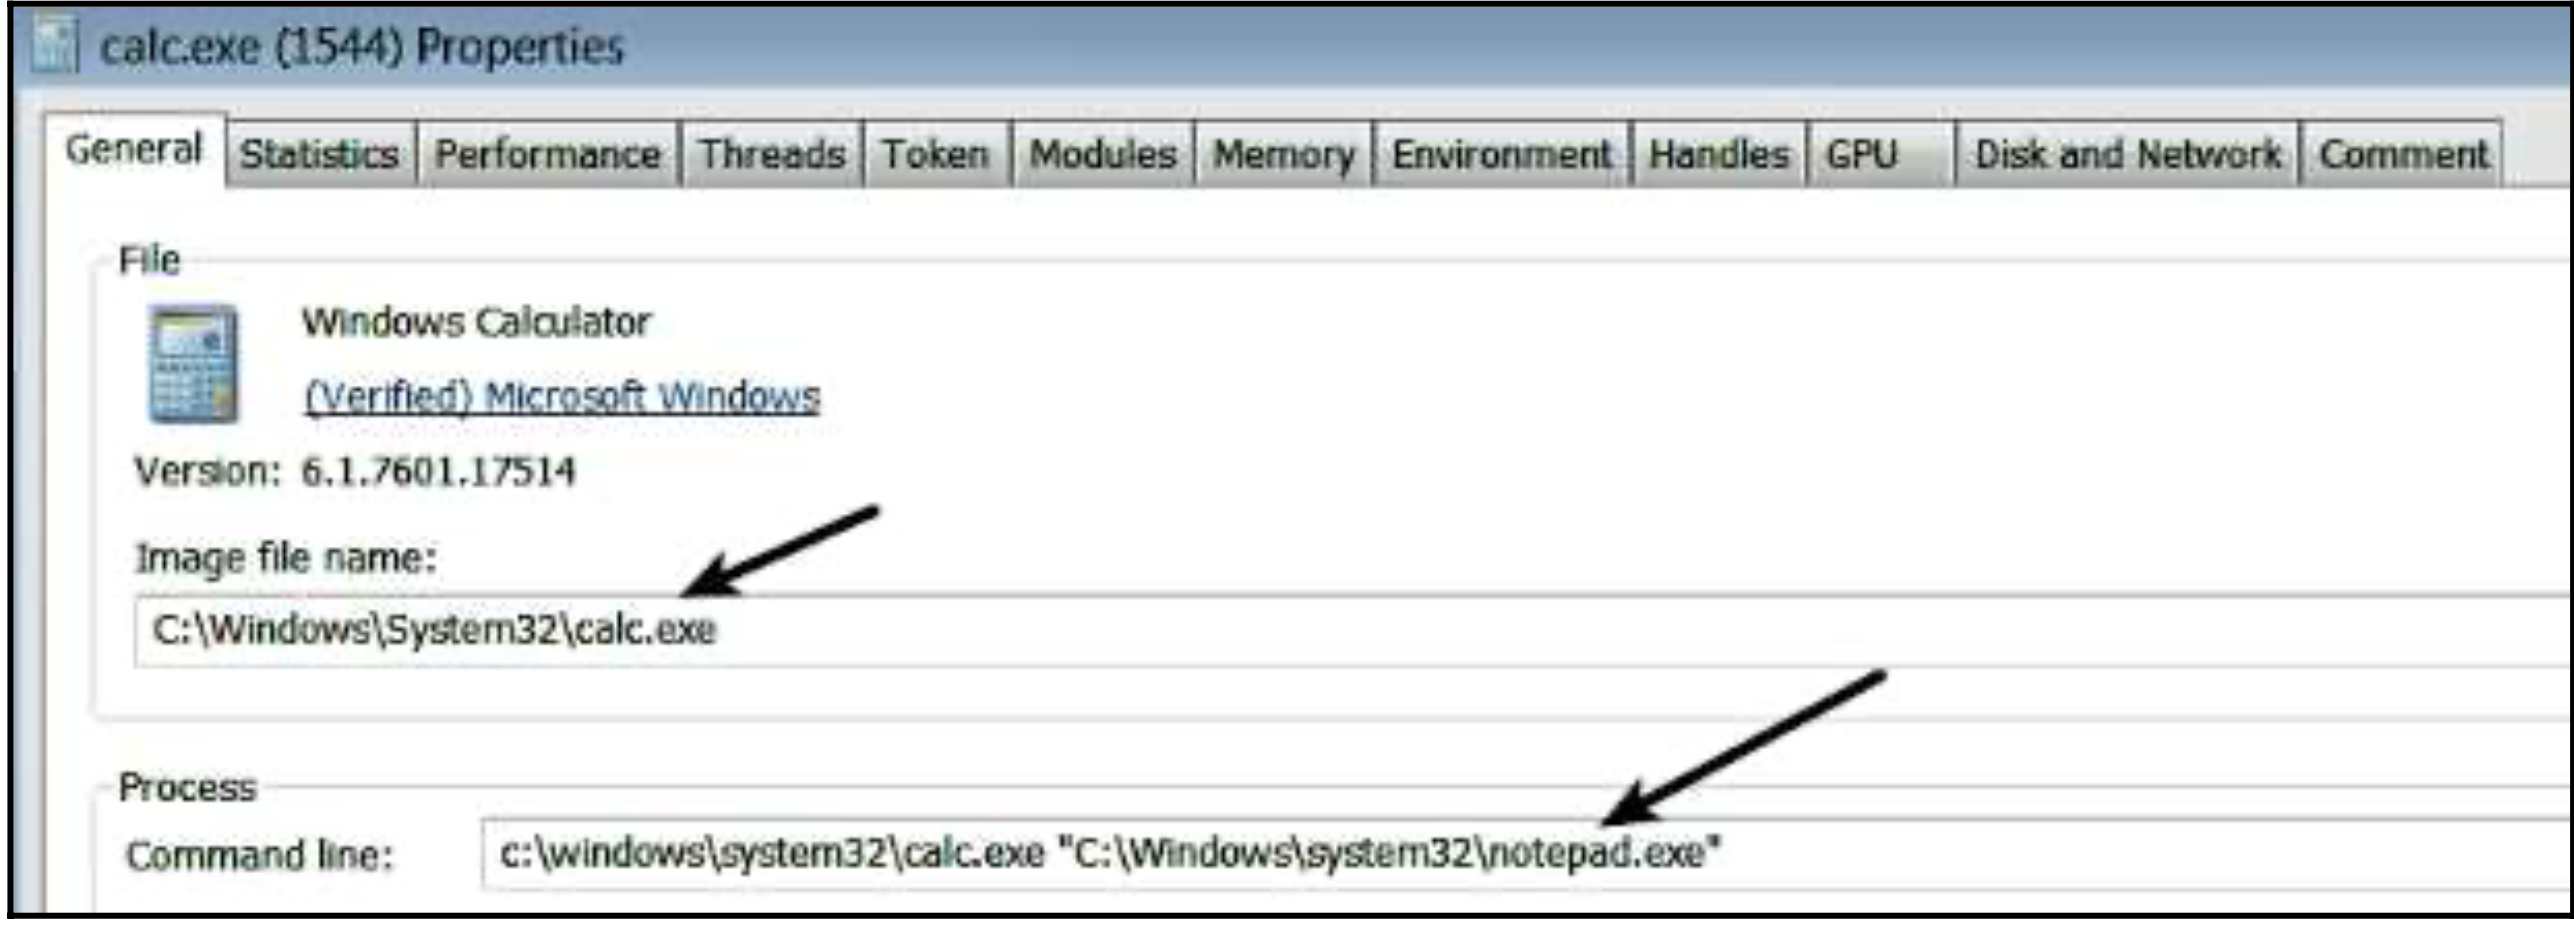 calc.exe (1544) Properties
General Statistics Performance Threads Token Modules Memory Environment Handles GPU Disk and Network Comment
File
Windows Calculator
(Verified) Microsoft Windows
Version: 6.1.7601.17514
Image file name:
C:\Windows\System32\calc.exe
Process
Command line: c:\windows\system32\calc.exe "C:\Windows\system32\notepad.exe"